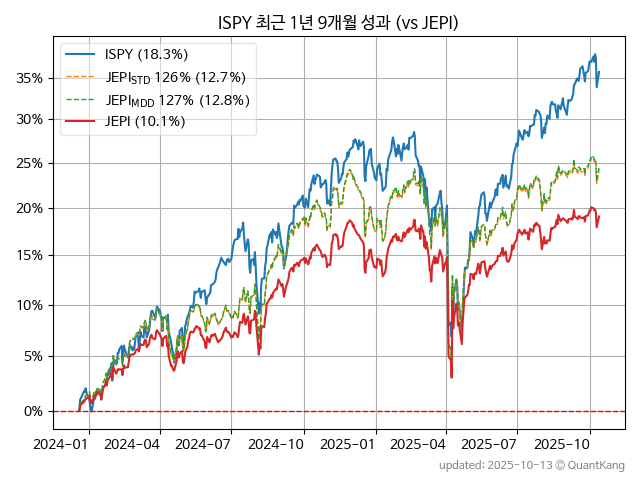 ISPY 최근 1년 9개월 성과 (vs JEPI)
ISPY (18.3%)
JEPI_STD 126% (12.7%)
JEPI_MDD 127% (12.8%)
JEPI (10.1%)
35%
30%
25%
20%
15%
10%
5%
0%
2024-01 2024-04 2024-07 2024-10 2025-01 2025-04 2025-07 2025-10
updated: 2025-10-13 © QuantKang